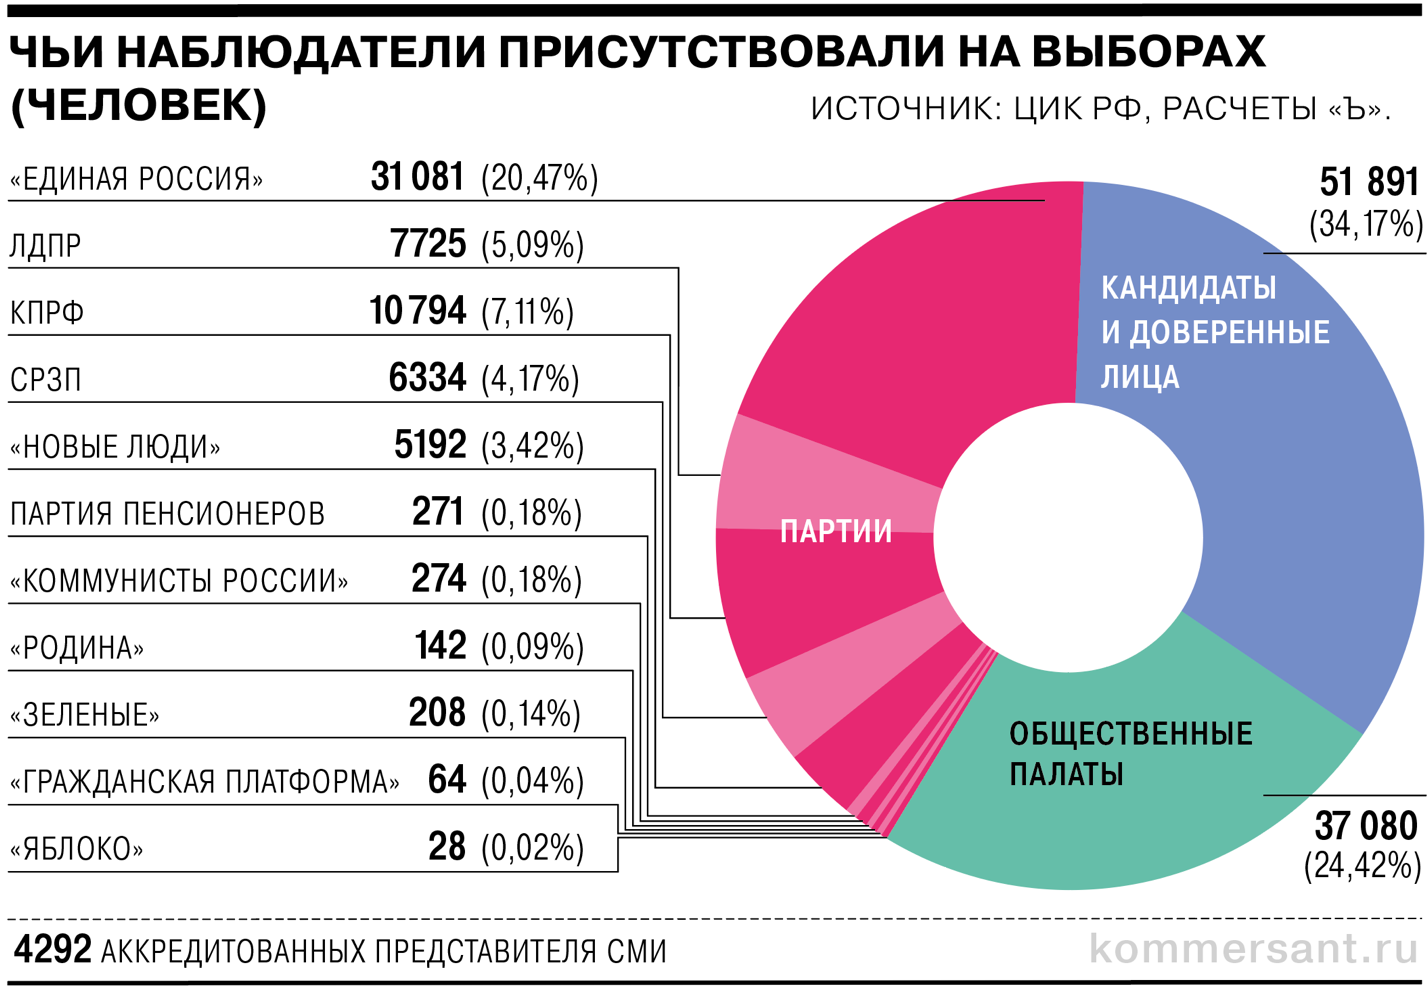 ЧЬИ НАБЛЮДАТЕЛИ ПРИСУТСТВОВАЛИ НА ВЫБОРАХ
(ЧЕЛОВЕК)
ИСТОЧНИК: ЦИК РФ, РАСЧЕТЫ «Ъ».
«ЕДИНАЯ РОССИЯ» 31 081 (20,47%)
ЛДПР 7725 (5,09%)
КПРФ 10 794 (7,11%)
СРЗП 6334 (4,17%)
«НОВЫЕ ЛЮДИ» 5192 (3,42%)
ПАРТИЯ ПЕНСИОНЕРОВ 271 (0,18%)
«КОММУНИСТЫ РОССИИ» 274 (0,18%)
«РОДИНА» 142 (0,09%)
«ЗЕЛЕНЫЕ» 208 (0,14%)
«ГРАЖДАНСКАЯ ПЛАТФОРМА» 64 (0,04%)
«ЯБЛОКО» 28 (0,02%)
51 891
(34,17%)
КАНДИДАТЫ
И ДОВЕРЕННЫЕ
ЛИЦА
ПАРТИИ
ОБЩЕСТВЕННЫЕ
ПАЛАТЫ
37 080
(24,42%)
4292 АККРЕДИТОВАННЫХ ПРЕДСТАВИТЕЛЯ СМИ
kommersant.ru